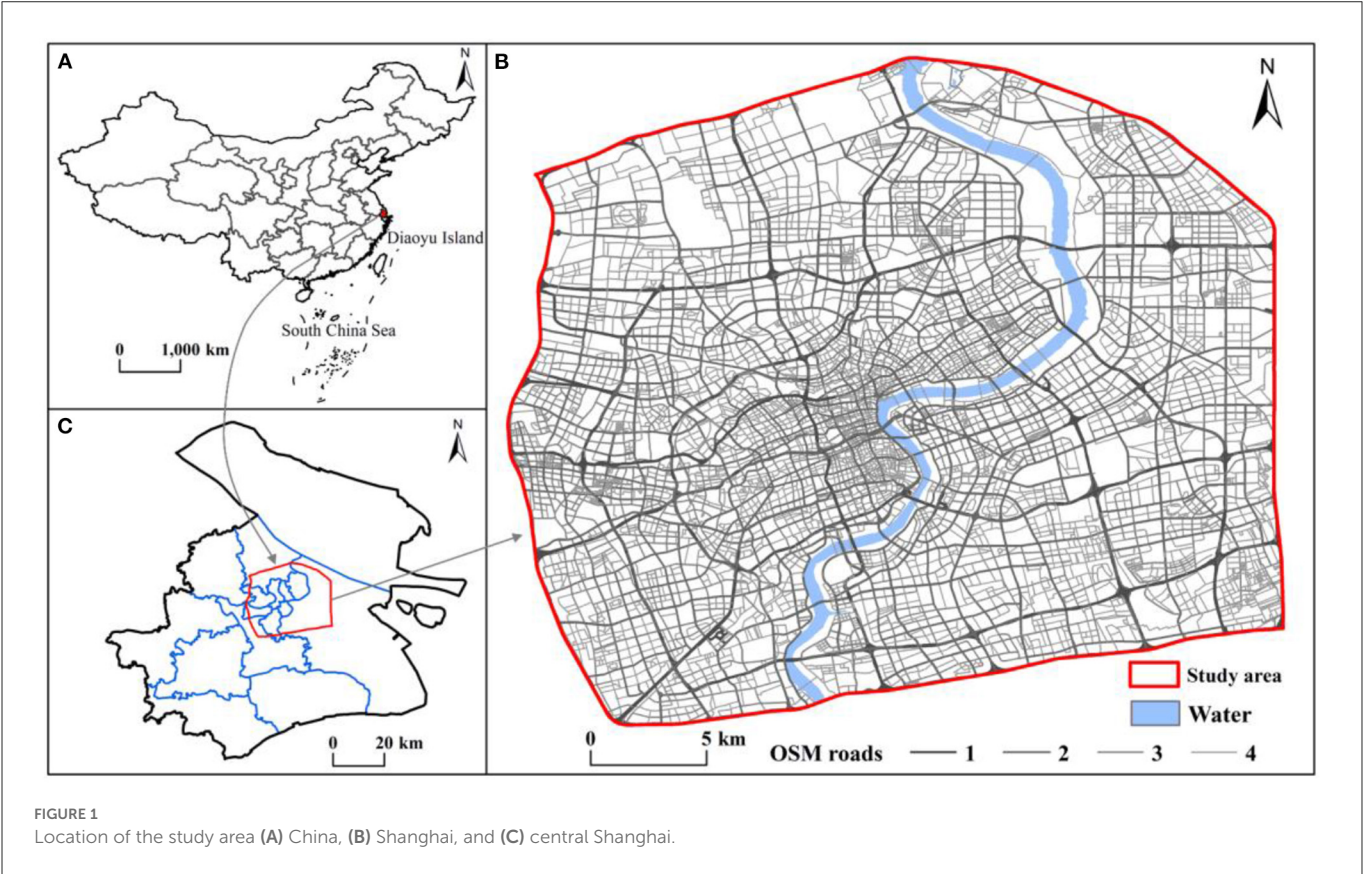 A
N
Diaoyu Island
South China Sea
0 1,000 km
B
N
C
N
0 20 km
Study area
Water
0 5 km
OSM roads 1 2 3 4
FIGURE 1
Location of the study area (A) China, (B) Shanghai, and (C) central Shanghai.